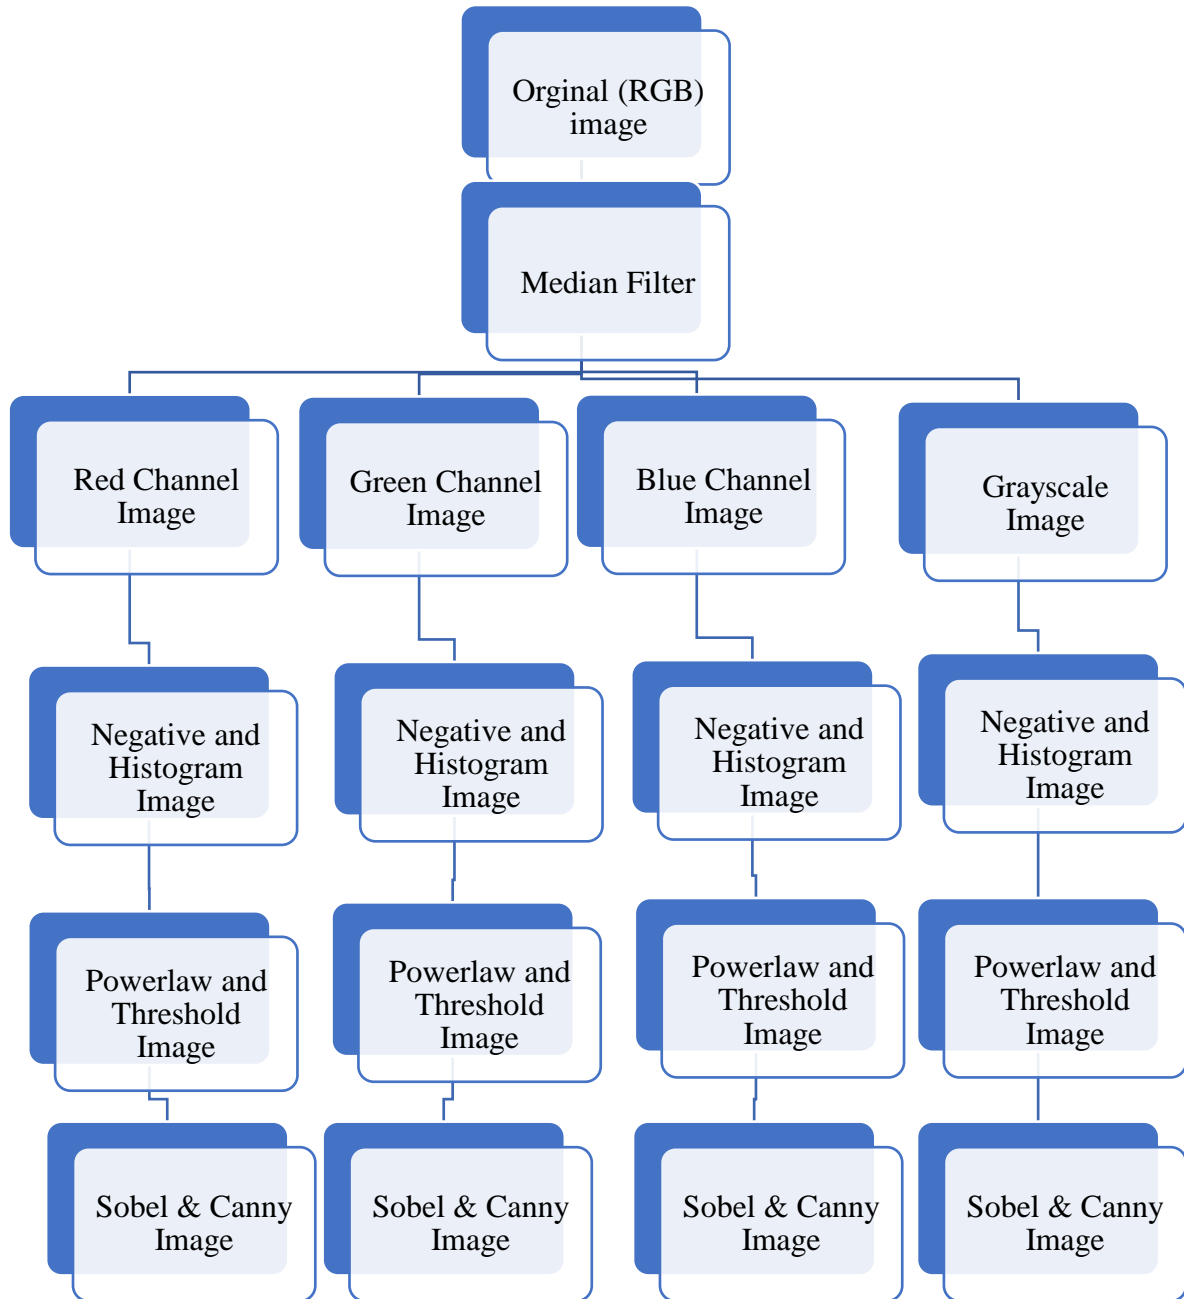 Orginal (RGB)
image
Median Filter
Red Channel
Image
Green Channel
Image
Blue Channel
Image
Grayscale
Image
Negative and
Histogram
Image
Negative and
Histogram
Image
Negative and
Histogram
Image
Negative and
Histogram
Image
Powerlaw and
Threshold
Image
Powerlaw and
Threshold
Image
Powerlaw and
Threshold
Image
Powerlaw and
Threshold
Image
Sobel & Canny
Image
Sobel & Canny
Image
Sobel & Canny
Image
Sobel & Canny
Image